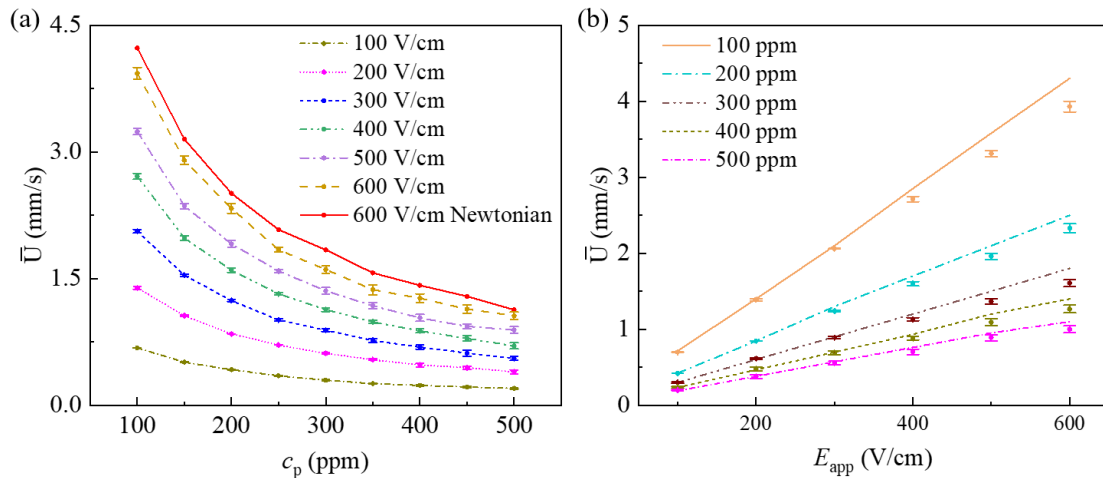 (a)
4.5
3.0
1.5
0.0
U̅ (mm/s)
100 V/cm
200 V/cm
300 V/cm
400 V/cm
500 V/cm
600 V/cm
600 V/cm Newtonian
100 200 300 400 500
cp (ppm)
(b)
5
4
3
2
1
0
U̅ (mm/s)
100 ppm
200 ppm
300 ppm
400 ppm
500 ppm
200 400 600
Eapp (V/cm)